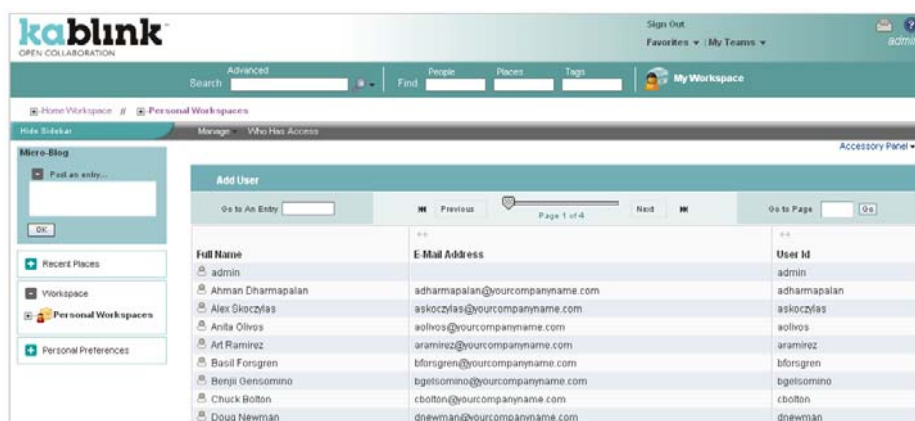 kablink
OPEN COLLABORATION
Sign Out
Favorites My Teams
admin
Advanced
Search
Find
People Places Tags
My Workspace
Home Workspace // Personal Workspaces
Hide Sidebar
Manage Who Has Access
Accessory Panel
Micro-Blog
Post an entry...
OK
Recent Places
Workspace
Personal Workspaces
Personal Preferences
Add User
Go to An Entry Previous Page 1 of 4 Next Go to Page Go
Full Name E-Mail Address User Id
admin admin
Ahman Dharmapalan adharmapalan@yourcompanyname.com adharmapalan
Alex Skoczylas askoczylas@yourcompanyname.com askoczylas
Anita Olivos aolivos@yourcompanyname.com aolivos
Art Ramirez aramirez@yourcompanyname.com aramirez
Basil Forsgren bforsgren@yourcompanyname.com bforsgren
Benjii Gensomino bgelsomino@yourcompanyname.com bgelsomino
Chuck Bolton cbolton@yourcompanyname.com cbolton
Doug Newman dnewman@yourcompanyname.com dnewman